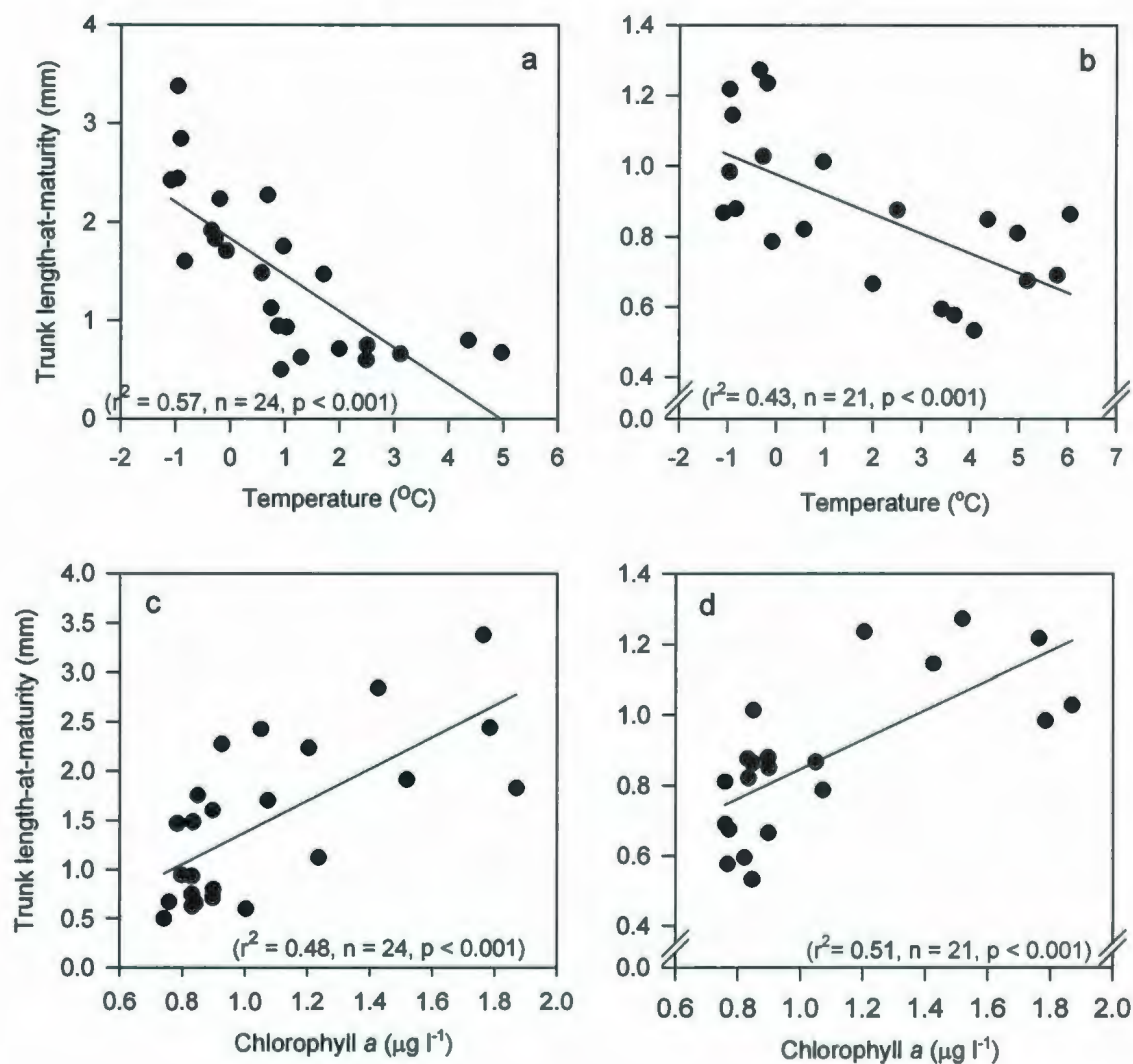 a
4
3
2
1
0
Trunk length-at-maturity (mm)
(r² = 0.57, n = 24, p < 0.001)
-2 -1 0 1 2 3 4 5 6
Temperature (⁰C)
b
1.4
1.2
1.0
0.8
0.6
0.4
0.0
(r² = 0.43, n = 21, p < 0.001)
-2 -1 0 1 2 3 4 5 6 7
Temperature (°C)
c
4.0
3.5
3.0
2.5
2.0
1.5
1.0
0.5
0.0
Trunk length-at-maturity (mm)
(r² = 0.48, n = 24, p < 0.001)
0.6 0.8 1.0 1.2 1.4 1.6 1.8 2.0
Chlorophyll a (µg l⁻¹)
d
1.4
1.2
1.0
0.8
0.6
0.4
0.0
(r² = 0.51, n = 21, p < 0.001)
0.6 0.8 1.0 1.2 1.4 1.6 1.8 2.0
Chlorophyll a (µg l⁻¹)